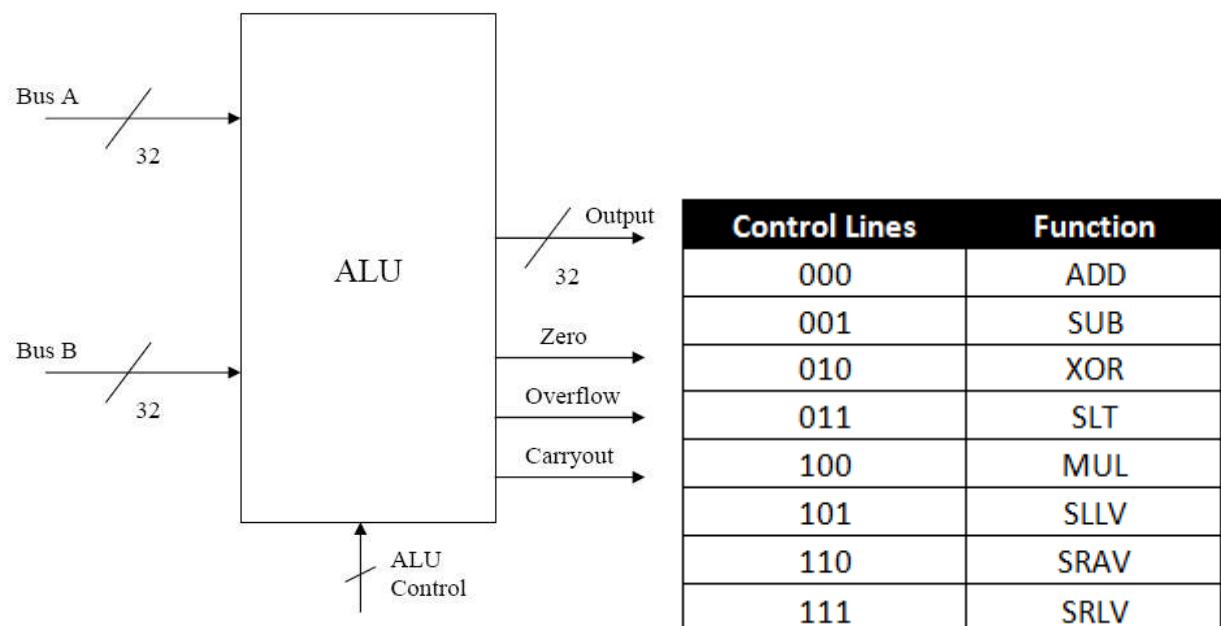 Bus A
32
Bus B
32
ALU
Output
32
Zero
Overflow
Carryout
ALU
Control
Control Lines Function
000 ADD
001 SUB
010 XOR
011 SLT
100 MUL
101 SLLV
110 SRAV
111 SRLV